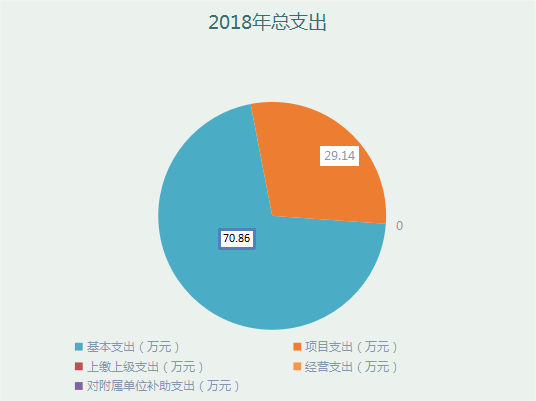 2018年总支出
29.14
0
70.86
基本支出（万元） 项目支出（万元）
上缴上级支出（万元） 经营支出（万元）
对附属单位补助支出（万元）